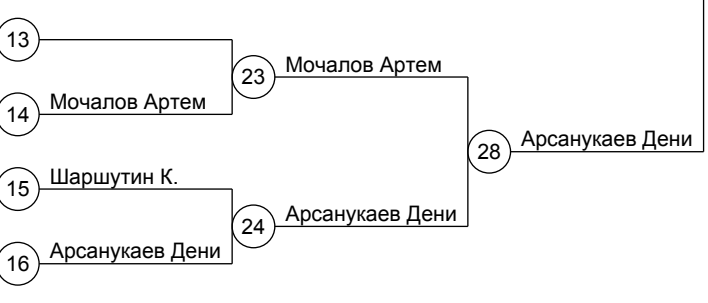 13
23 Мочалов Артем
14 Мочалов Артем
28 Арсанукаев Дени
15 Шаршутин К.
24 Арсанукаев Дени
16 Арсанукаев Дени